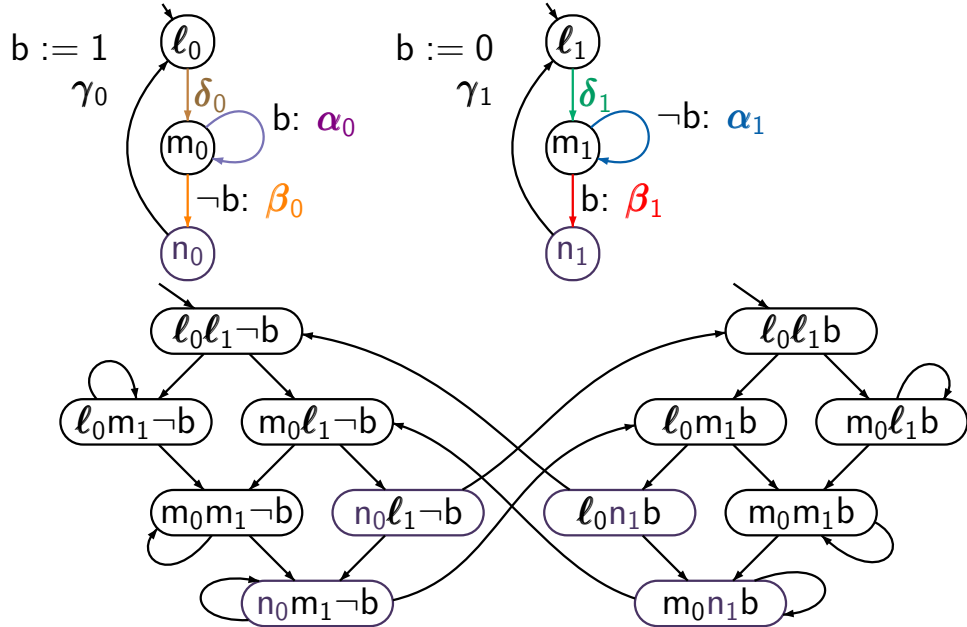 ℓ₀ ℓ₁
b := 1 b := 0
γ₀ γ₁
δ₀ δ₁
b: α₀ ¬b: α₁
m₀ m₁
¬b: β₀ b: β₁
n₀ n₁
ℓ₀ℓ₁¬b ℓ₀ℓ₁b
ℓ₀m₁¬b m₀ℓ₁¬b ℓ₀m₁b m₀ℓ₁b
m₀m₁¬b n₀ℓ₁¬b ℓ₀n₁b m₀m₁b
n₀m₁¬b m₀n₁b